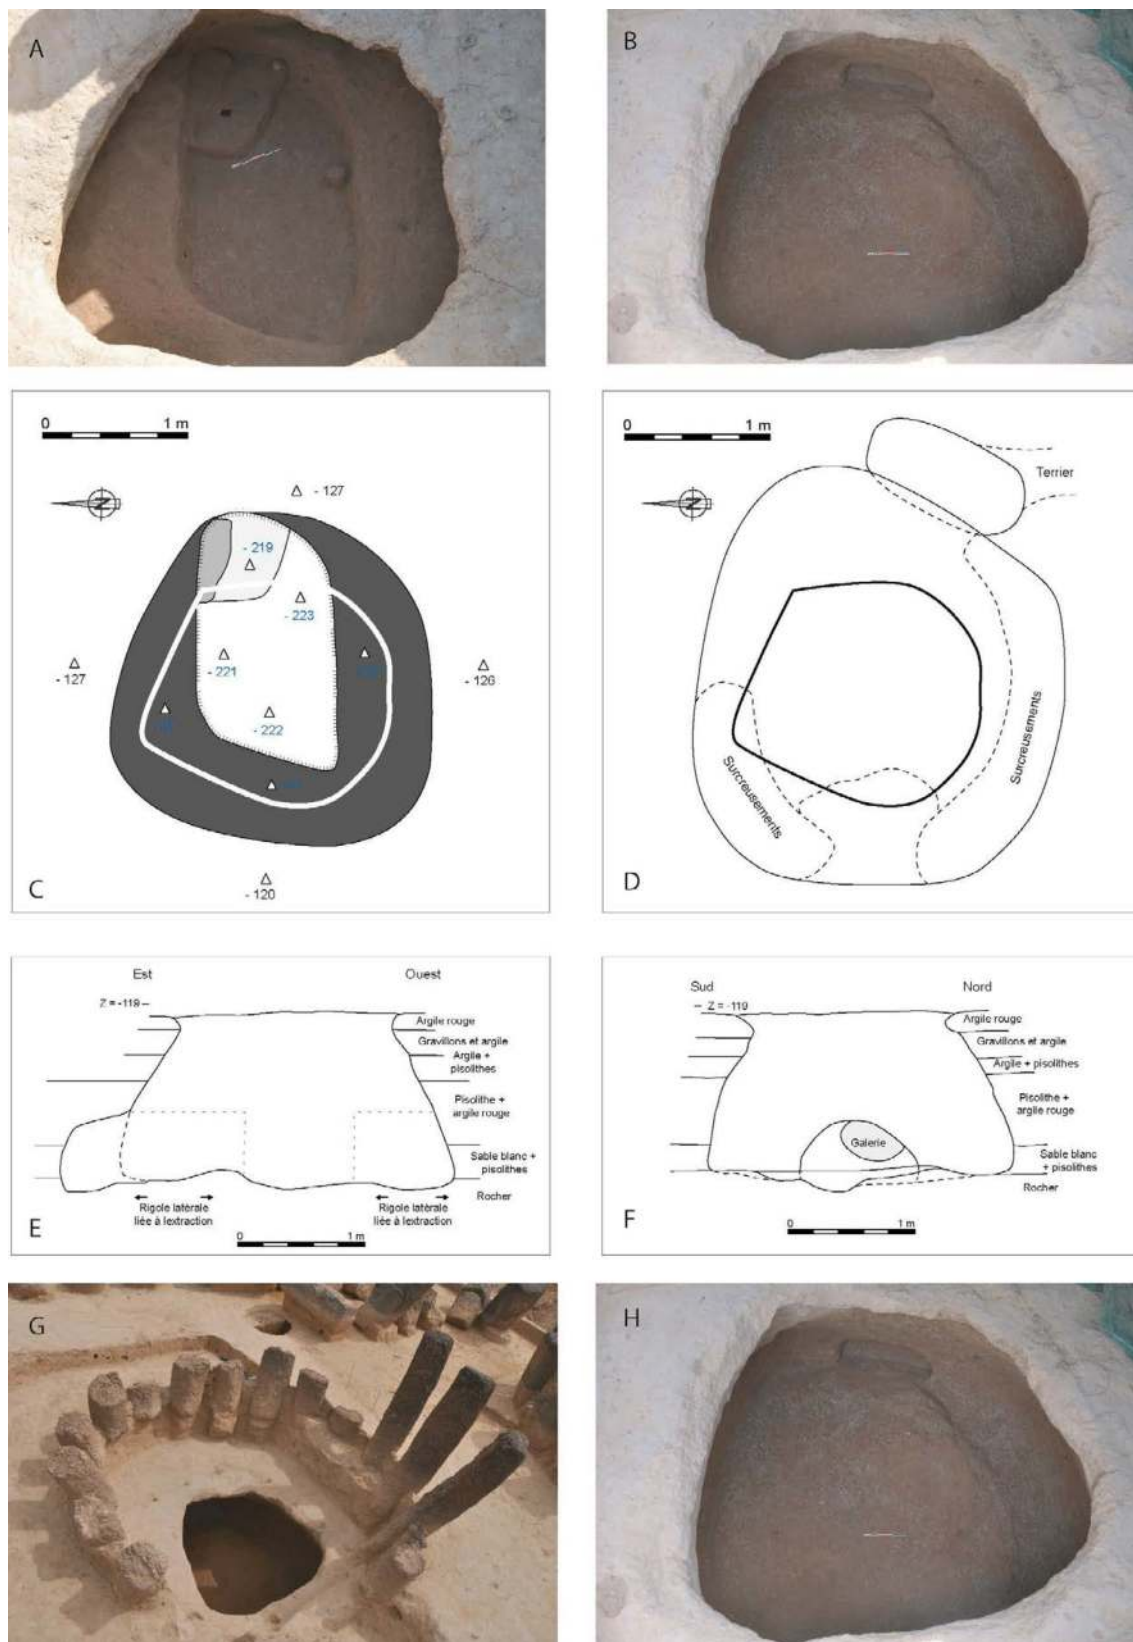 A
B
0 1 m
N
- 127
- 219
- 223
- 221
- 127
- 126
- 222
- 120
C
0 1 m
Terrier
N
Surcreusements
Surcreusements
D
Est
Ouest
Z = -119 --
Argile rouge
Gravillons et argile
Argile +
pisolithes
Pisolithe +
argile rouge
Sable blanc +
pisolithes
Rocher
Rigole latérale
liée à lextraction
Rigole latérale
liée à lextraction
0 1 m
E
Sud
Nord
-- Z = -119
Argile rouge
Gravillons et argile
Argile + pisolithes
Pisolithe +
argile rouge
Galerie
Sable blanc
+ pisolithes
Rocher
0 1 m
F
G
H